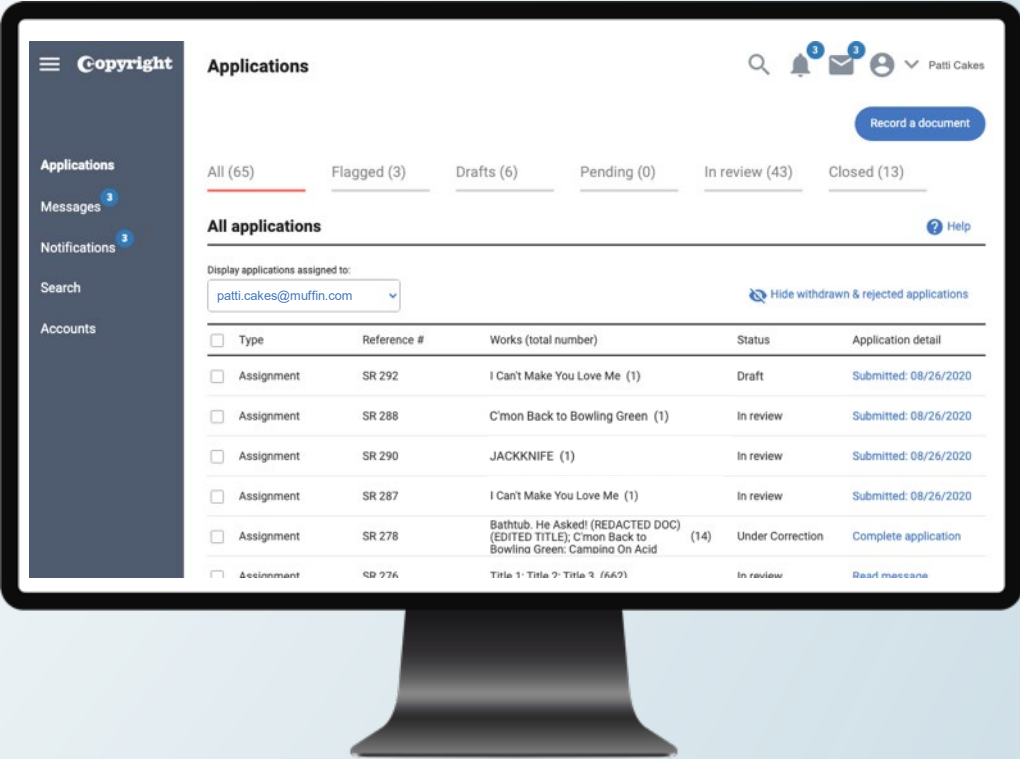 Copyright
Applications
3
3
Patti Cakes
Record a document
Applications
Messages 3
Notifications 3
Search
Accounts
All (65) Flagged (3) Drafts (6) Pending (0) In review (43) Closed (13)
All applications
? Help
Display applications assigned to:
patti.cakes@muffin.com
Hide withdrawn & rejected applications
Type Reference # Works (total number) Status Application detail
Assignment SR 292 I Can't Make You Love Me (1) Draft Submitted: 08/26/2020
Assignment SR 288 C'mon Back to Bowling Green (1) In review Submitted: 08/26/2020
Assignment SR 290 JACKKNIFE (1) In review Submitted: 08/26/2020
Assignment SR 287 I Can't Make You Love Me (1) In review Submitted: 08/26/2020
Bathtub. He Asked! (REDACTED DOC)
Assignment SR 278 (EDITED TITLE); C'mon Back to (14) Under Correction Complete application
Bowling Green; Camping On Acid
Assignment SR 276 Title 1; Title 2; Title 3 (662) In review Read message